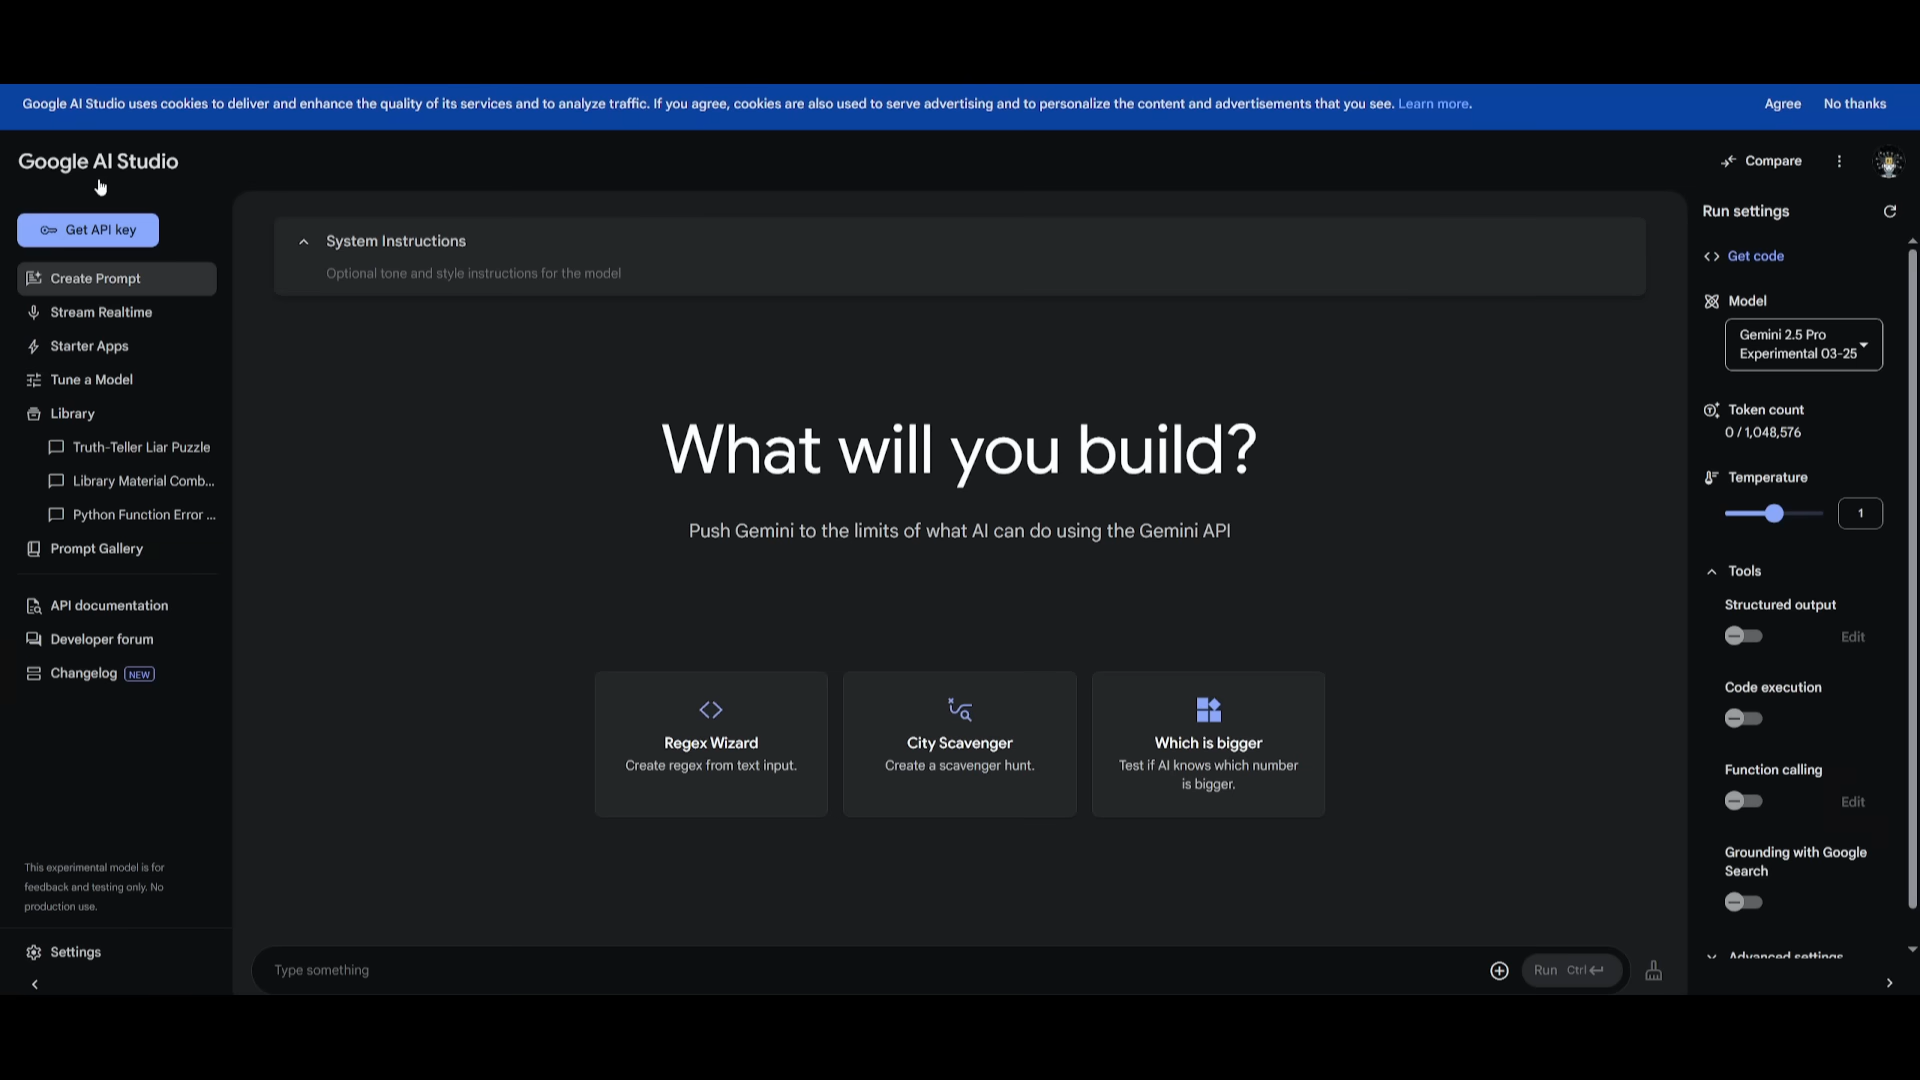 Google AI Studio uses cookies to deliver and enhance the quality of its services and to analyze traffic. If you agree, cookies are also used to serve advertising and to personalize the content and advertisements that you see. Learn more.
Agree
No thanks
Google AI Studio
Compare
Get API key
Create Prompt
Stream Realtime
Starter Apps
Tune a Model
Library
Truth-Teller Liar Puzzle
Library Material Comb...
Python Function Error ...
Prompt Gallery
API documentation
Developer forum
Changelog NEW
This experimental model is for
feedback and testing only. No
production use.
Settings
System Instructions
Optional tone and style instructions for the model
What will you build?
Push Gemini to the limits of what AI can do using the Gemini API
Regex Wizard
Create regex from text input.
City Scavenger
Create a scavenger hunt.
Which is bigger
Test if AI knows which number
is bigger.
Type something
Run Ctrl
Run settings
Get code
Model
Gemini 2.5 Pro
Experimental 03-25
Token count
0 / 1,048,576
Temperature
1
Tools
Structured output
Edit
Code execution
Function calling
Edit
Grounding with Google
Search
Advanced settings